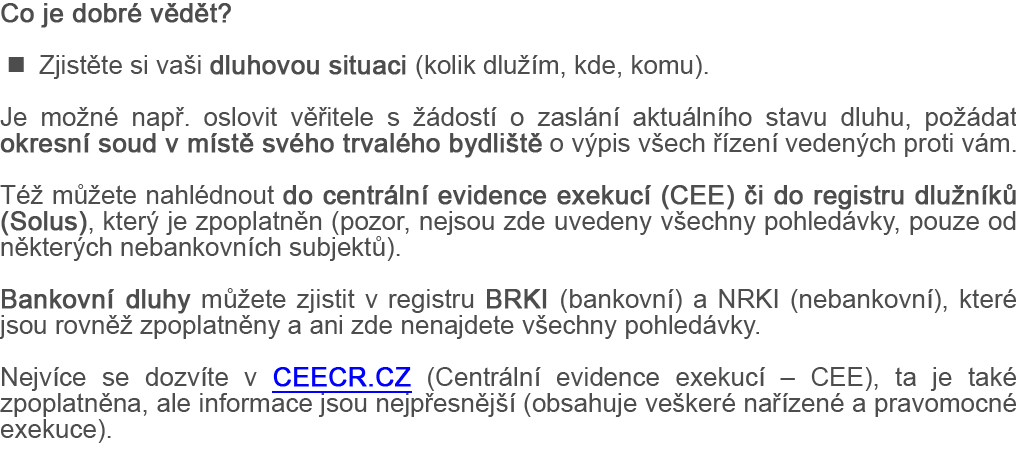 Co je dobré vědět?
■ Zjistěte si vaši dluhovou situaci (kolik dlužím, kde, komu).
Je možné např. oslovit věřitele s žádostí o zaslání aktuálního stavu dluhu, požádat
okresní soud v místě svého trvalého bydliště o výpis všech řízení vedených proti vám.
Též můžete nahlédnout do centrální evidence exekucí (CEE) či do registru dlužníků
(Solus), který je zpoplatněn (pozor, nejsou zde uvedeny všechny pohledávky, pouze od
některých nebankovních subjektů).
Bankovní dluhy můžete zjistit v registru BRKI (bankovní) a NRKI (nebankovní), které
jsou rovněž zpoplatněny a ani zde nenajdete všechny pohledávky.
Nejvíce se dozvíte v CEECR.CZ (Centrální evidence exekucí – CEE), ta je také
zpoplatněna, ale informace jsou nejpřesnější (obsahuje veškeré nařízené a pravomocné
exekuce).